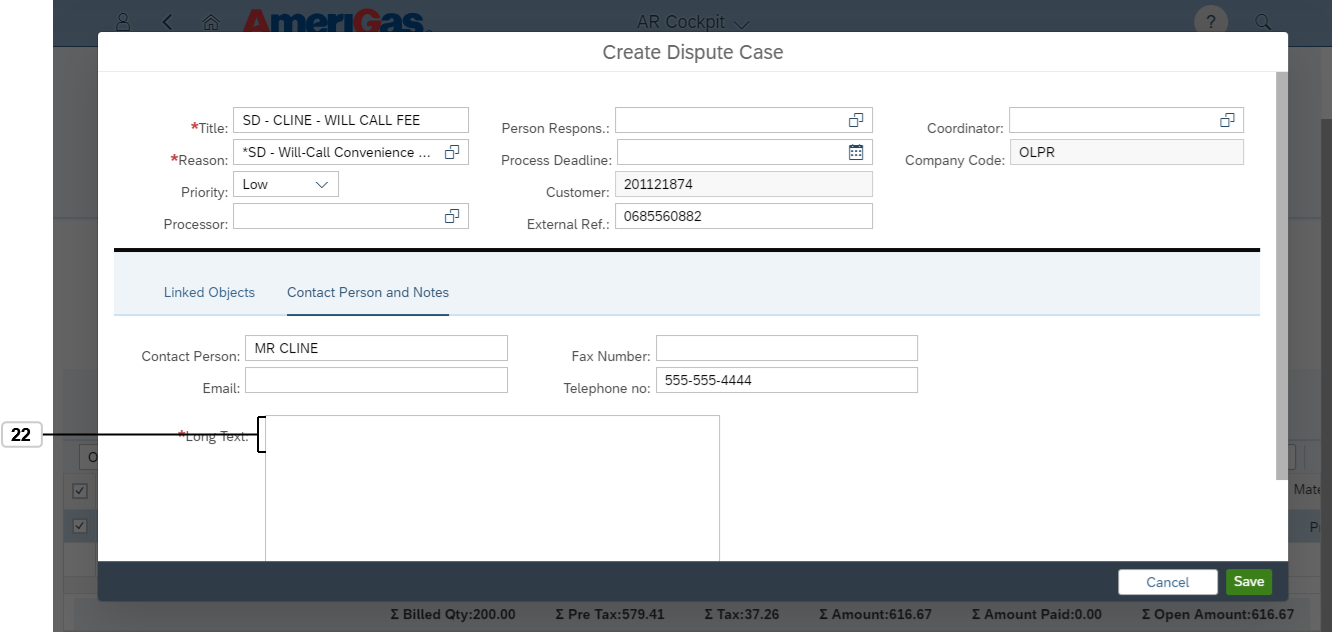 AmeriGas
AR Cockpit
?
Create Dispute Case
*Title: SD - CLINE - WILL CALL FEE
Person Respons.:
Coordinator:
*Reason: *SD - Will-Call Convenience ...
Process Deadline:
Company Code: OLPR
Priority: Low
Customer: 201121874
Processor:
External Ref.: 0685560882
Linked Objects
Contact Person and Notes
Contact Person: MR CLINE
Fax Number:
Email:
Telephone no: 555-555-4444
22
*Long Text:
O
Mate
P
Cancel
Save
Σ Billed Qty:200.00
Σ Pre Tax:579.41
Σ Tax:37.26
Σ Amount:616.67
Σ Amount Paid:0.00
Σ Open Amount:616.67